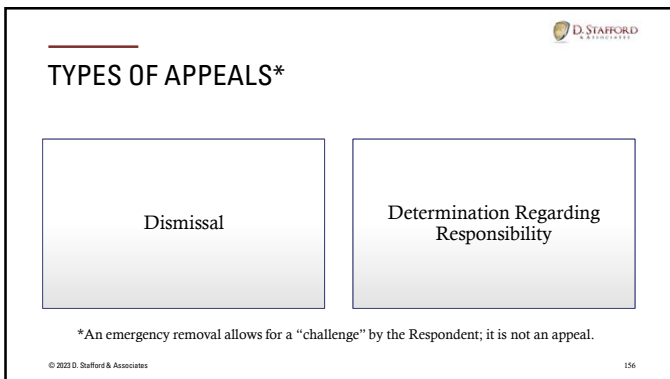 D. STAFFORD
& ASSOCIATES
TYPES OF APPEALS*
Dismissal
Determination Regarding
Responsibility
*An emergency removal allows for a “challenge” by the Respondent; it is not an appeal.
© 2023 D. Stafford & Associates
156